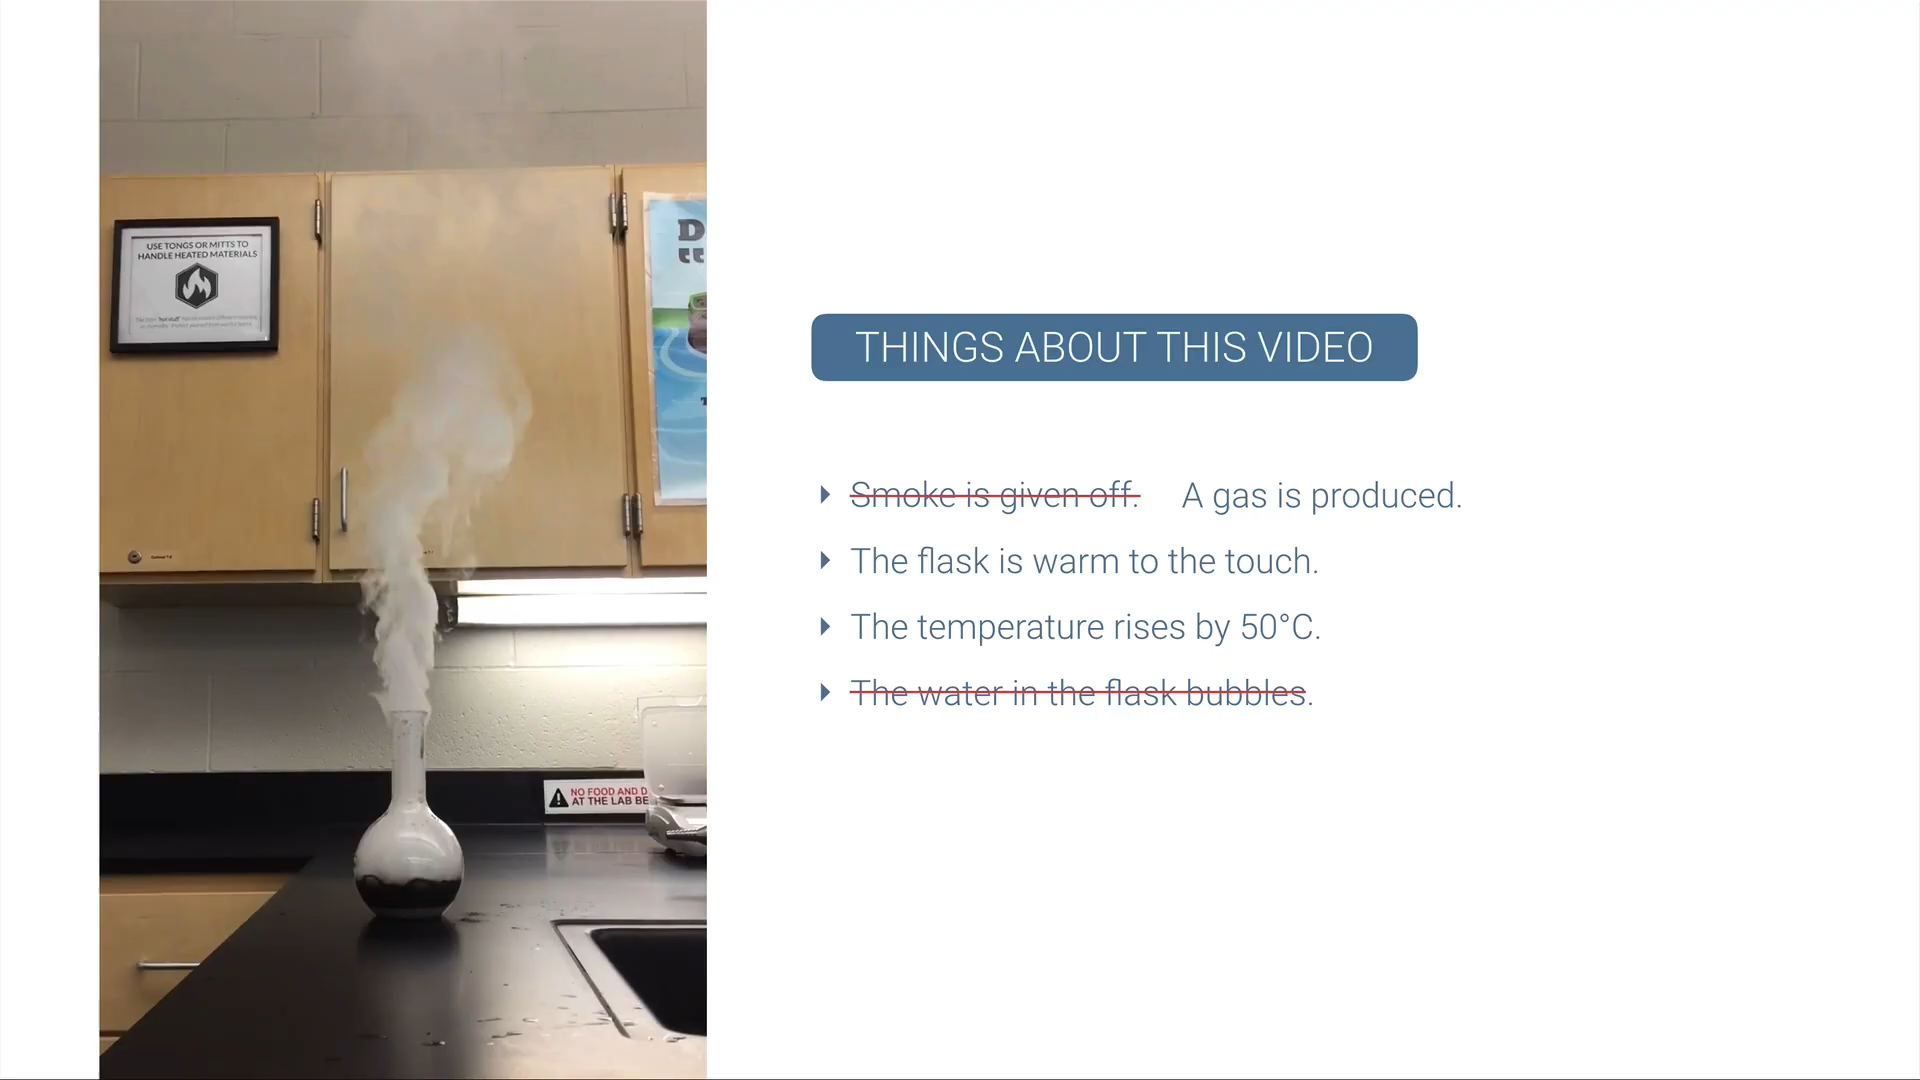 USE TONGS OR MITTS TO
HANDLE HEATED MATERIALS
D
NO FOOD AND D
AT THE LAB BE
THINGS ABOUT THIS VIDEO
Smoke is given off. A gas is produced.
The flask is warm to the touch.
The temperature rises by 50°C.
The water in the flask bubbles.